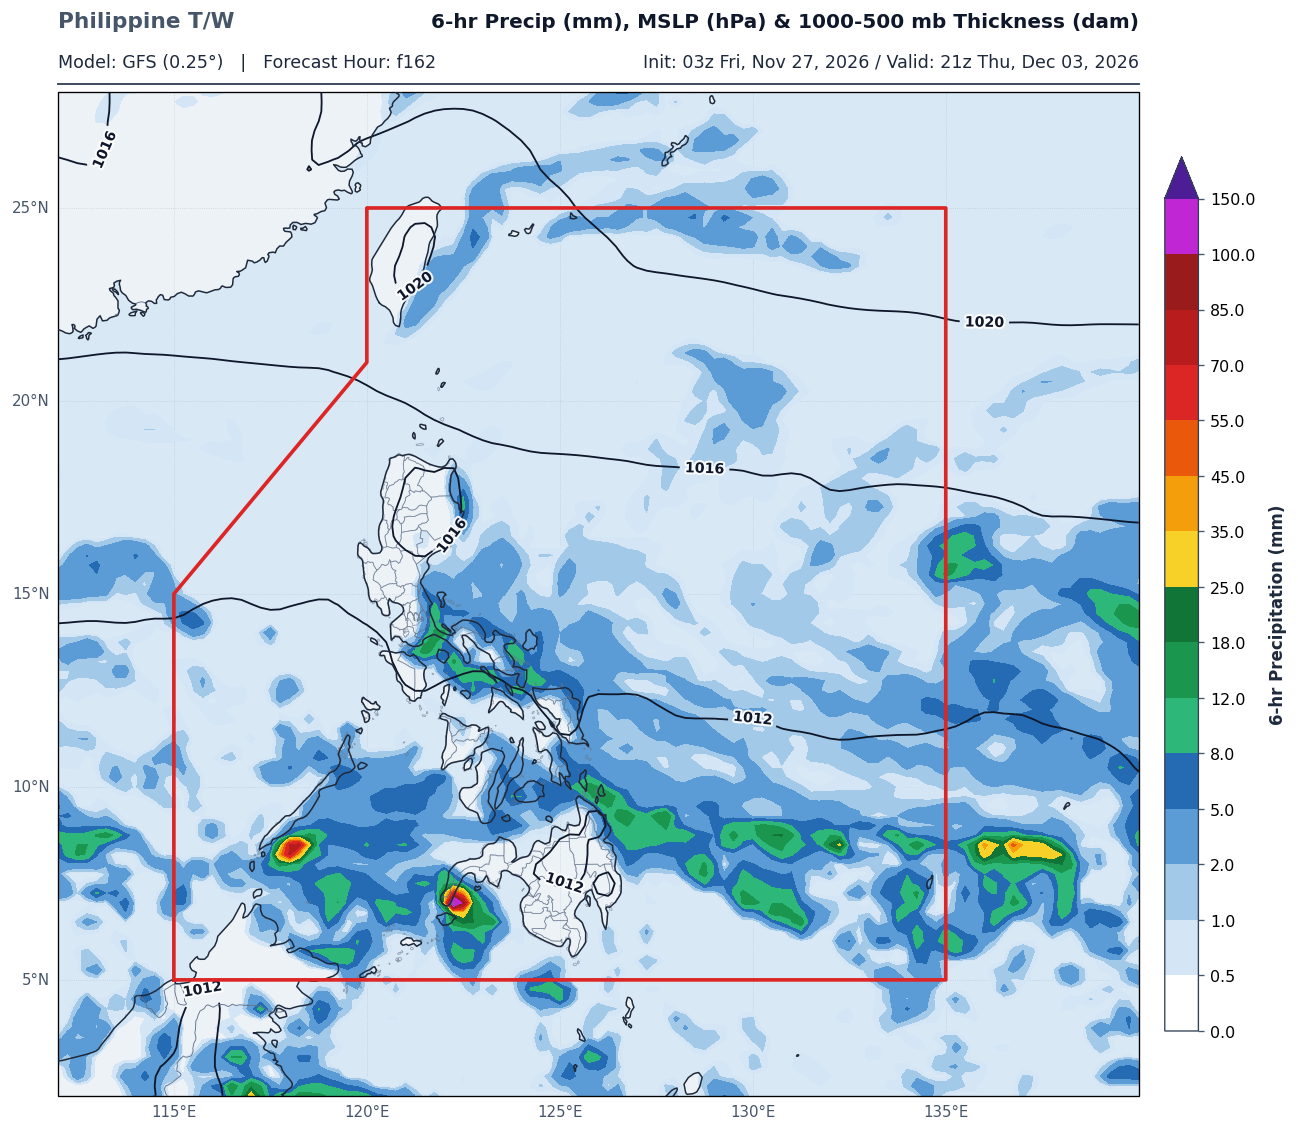 Philippine T/W
6-hr Precip (mm), MSLP (hPa) & 1000-500 mb Thickness (dam)
Model: GFS (0.25°) | Forecast Hour: f162
Init: 03z Fri, Nov 27, 2026 / Valid: 21z Thu, Dec 03, 2026
1016
1020
1020
1016
1016
1012
1012
1012
25°N
20°N
15°N
10°N
5°N
115°E
120°E
125°E
130°E
135°E
150.0
100.0
85.0
70.0
55.0
45.0
35.0
25.0
18.0
12.0
8.0
5.0
2.0
1.0
0.5
0.0
6-hr Precipitation (mm)